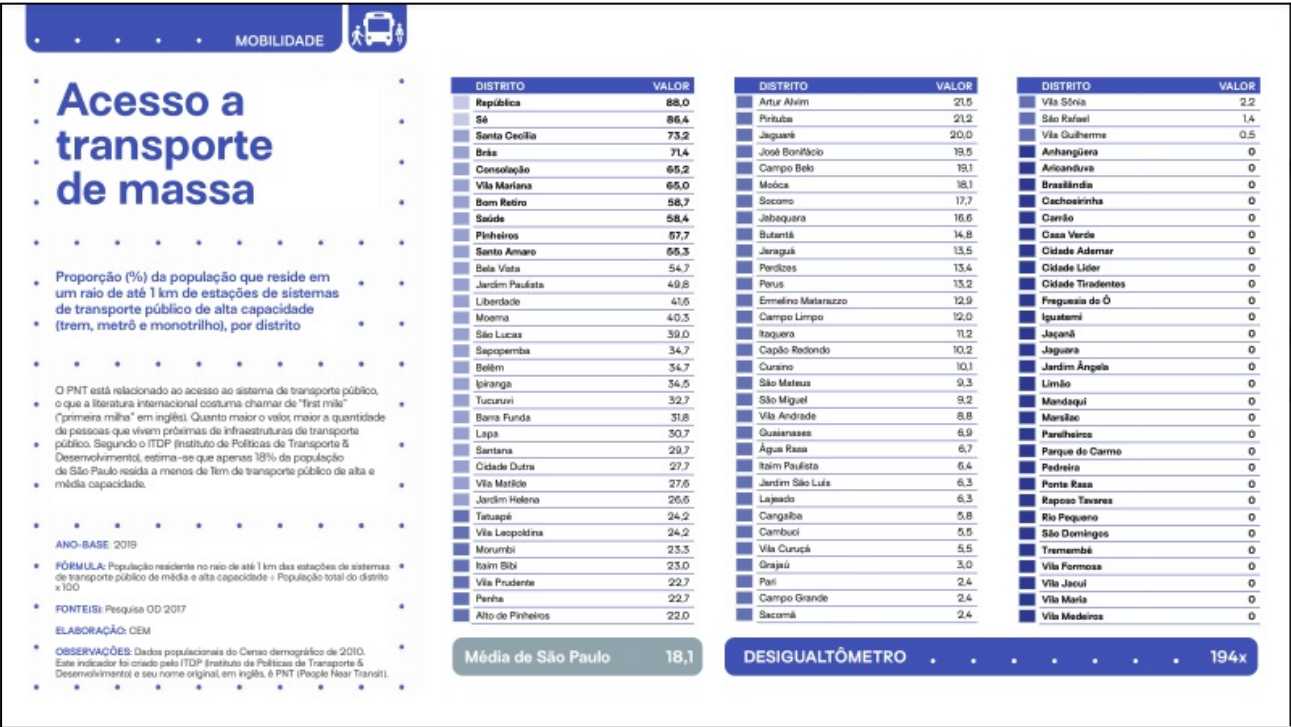 MOBILIDADE
Acesso a
transporte
de massa
Proporção (%) da população que reside em
um raio de até 1 km de estações de sistemas
de transporte público de alta capacidade
(trem, metrô e monotrilho), por distrito
O PNT está relacionado ao acesso ao sistema de transporte público,
o que a literatura internacional costuma chamar de "first mile"
("primeira milha" em inglês). Quanto maior o valor, maior a quantidade
de pessoas que vivem próximas de infraestruturas de transporte
público. Segundo o ITDP (Instituto de Políticas de Transporte &
Desenvolvimento), estima-se que apenas 18% da população
de São Paulo resida a menos de 1km de transporte público de alta e
média capacidade.
ANO-BASE: 2019
FÓRMULA: População residente no raio de até 1 km das estações de sistemas
de transporte público de média e alta capacidade ÷ População total do distrito
x 100
FONTE(S): Pesquisa OD 2017
ELABORAÇÃO: CEM
OBSERVAÇÕES: Dados populacionais do Censo demográfico de 2010.
Este indicador foi criado pelo ITDP (Instituto de Políticas de Transporte &
Desenvolvimento) e seu nome original, em inglês, é PNT (People Near Transit).
DISTRITO VALOR
República 88,0
Sé 86,4
Santa Cecília 73,2
Brás 71,4
Consolação 65,2
Vila Mariana 65,0
Bom Retiro 58,7
Saúde 58,4
Pinheiros 57,7
Santo Amaro 55,3
Bela Vista 54,7
Jardim Paulista 49,8
Liberdade 41,6
Moema 40,3
São Lucas 39,0
Sapopemba 34,7
Belém 34,7
Ipiranga 34,5
Tucuruvi 32,7
Barra Funda 31,8
Lapa 30,7
Santana 29,7
Cidade Dutra 27,7
Vila Matilde 27,6
Jardim Helena 26,6
Tatuapé 24,2
Vila Leopoldina 24,2
Morumbi 23,3
Itaim Bibi 23,0
Vila Prudente 22,7
Penha 22,7
Alto de Pinheiros 22,0
DISTRITO VALOR
Artur Alvim 21,5
Pirituba 21,2
Jaguaré 20,0
José Bonifácio 19,5
Campo Belo 19,1
Moóca 18,1
Socorro 17,7
Jabaquara 16,6
Butantã 14,8
Jaraguá 13,5
Perdizes 13,4
Perus 13,2
Ermelino Matarazzo 12,9
Campo Limpo 12,0
Itaquera 11,2
Capão Redondo 10,2
Cursino 10,1
São Mateus 9,3
São Miguel 9,2
Vila Andrade 8,8
Guaianases 6,9
Água Rasa 6,7
Itaim Paulista 6,4
Jardim São Luís 6,3
Lajeado 6,3
Cangaíba 5,8
Cambuci 5,5
Vila Curuçá 5,5
Grajaú 3,0
Pari 2,4
Campo Grande 2,4
Sacomã 2,4
DISTRITO VALOR
Vila Sônia 2,2
São Rafael 1,4
Vila Guilherme 0,5
Anhangüera 0
Aricanduva 0
Brasilândia 0
Cachoeirinha 0
Carrão 0
Casa Verde 0
Cidade Ademar 0
Cidade Líder 0
Cidade Tiradentes 0
Freguesia do Ó 0
Iguatemi 0
Jaçanã 0
Jaguara 0
Jardim Ângela 0
Limão 0
Mandaqui 0
Marsilac 0
Parelheiros 0
Parque do Carmo 0
Pedreira 0
Ponte Rasa 0
Raposo Tavares 0
Rio Pequeno 0
São Domingos 0
Tremembé 0
Vila Formosa 0
Vila Jacuí 0
Vila Maria 0
Vila Medeiros 0
Média de São Paulo 18,1
DESIGUALTÔMETRO 194x